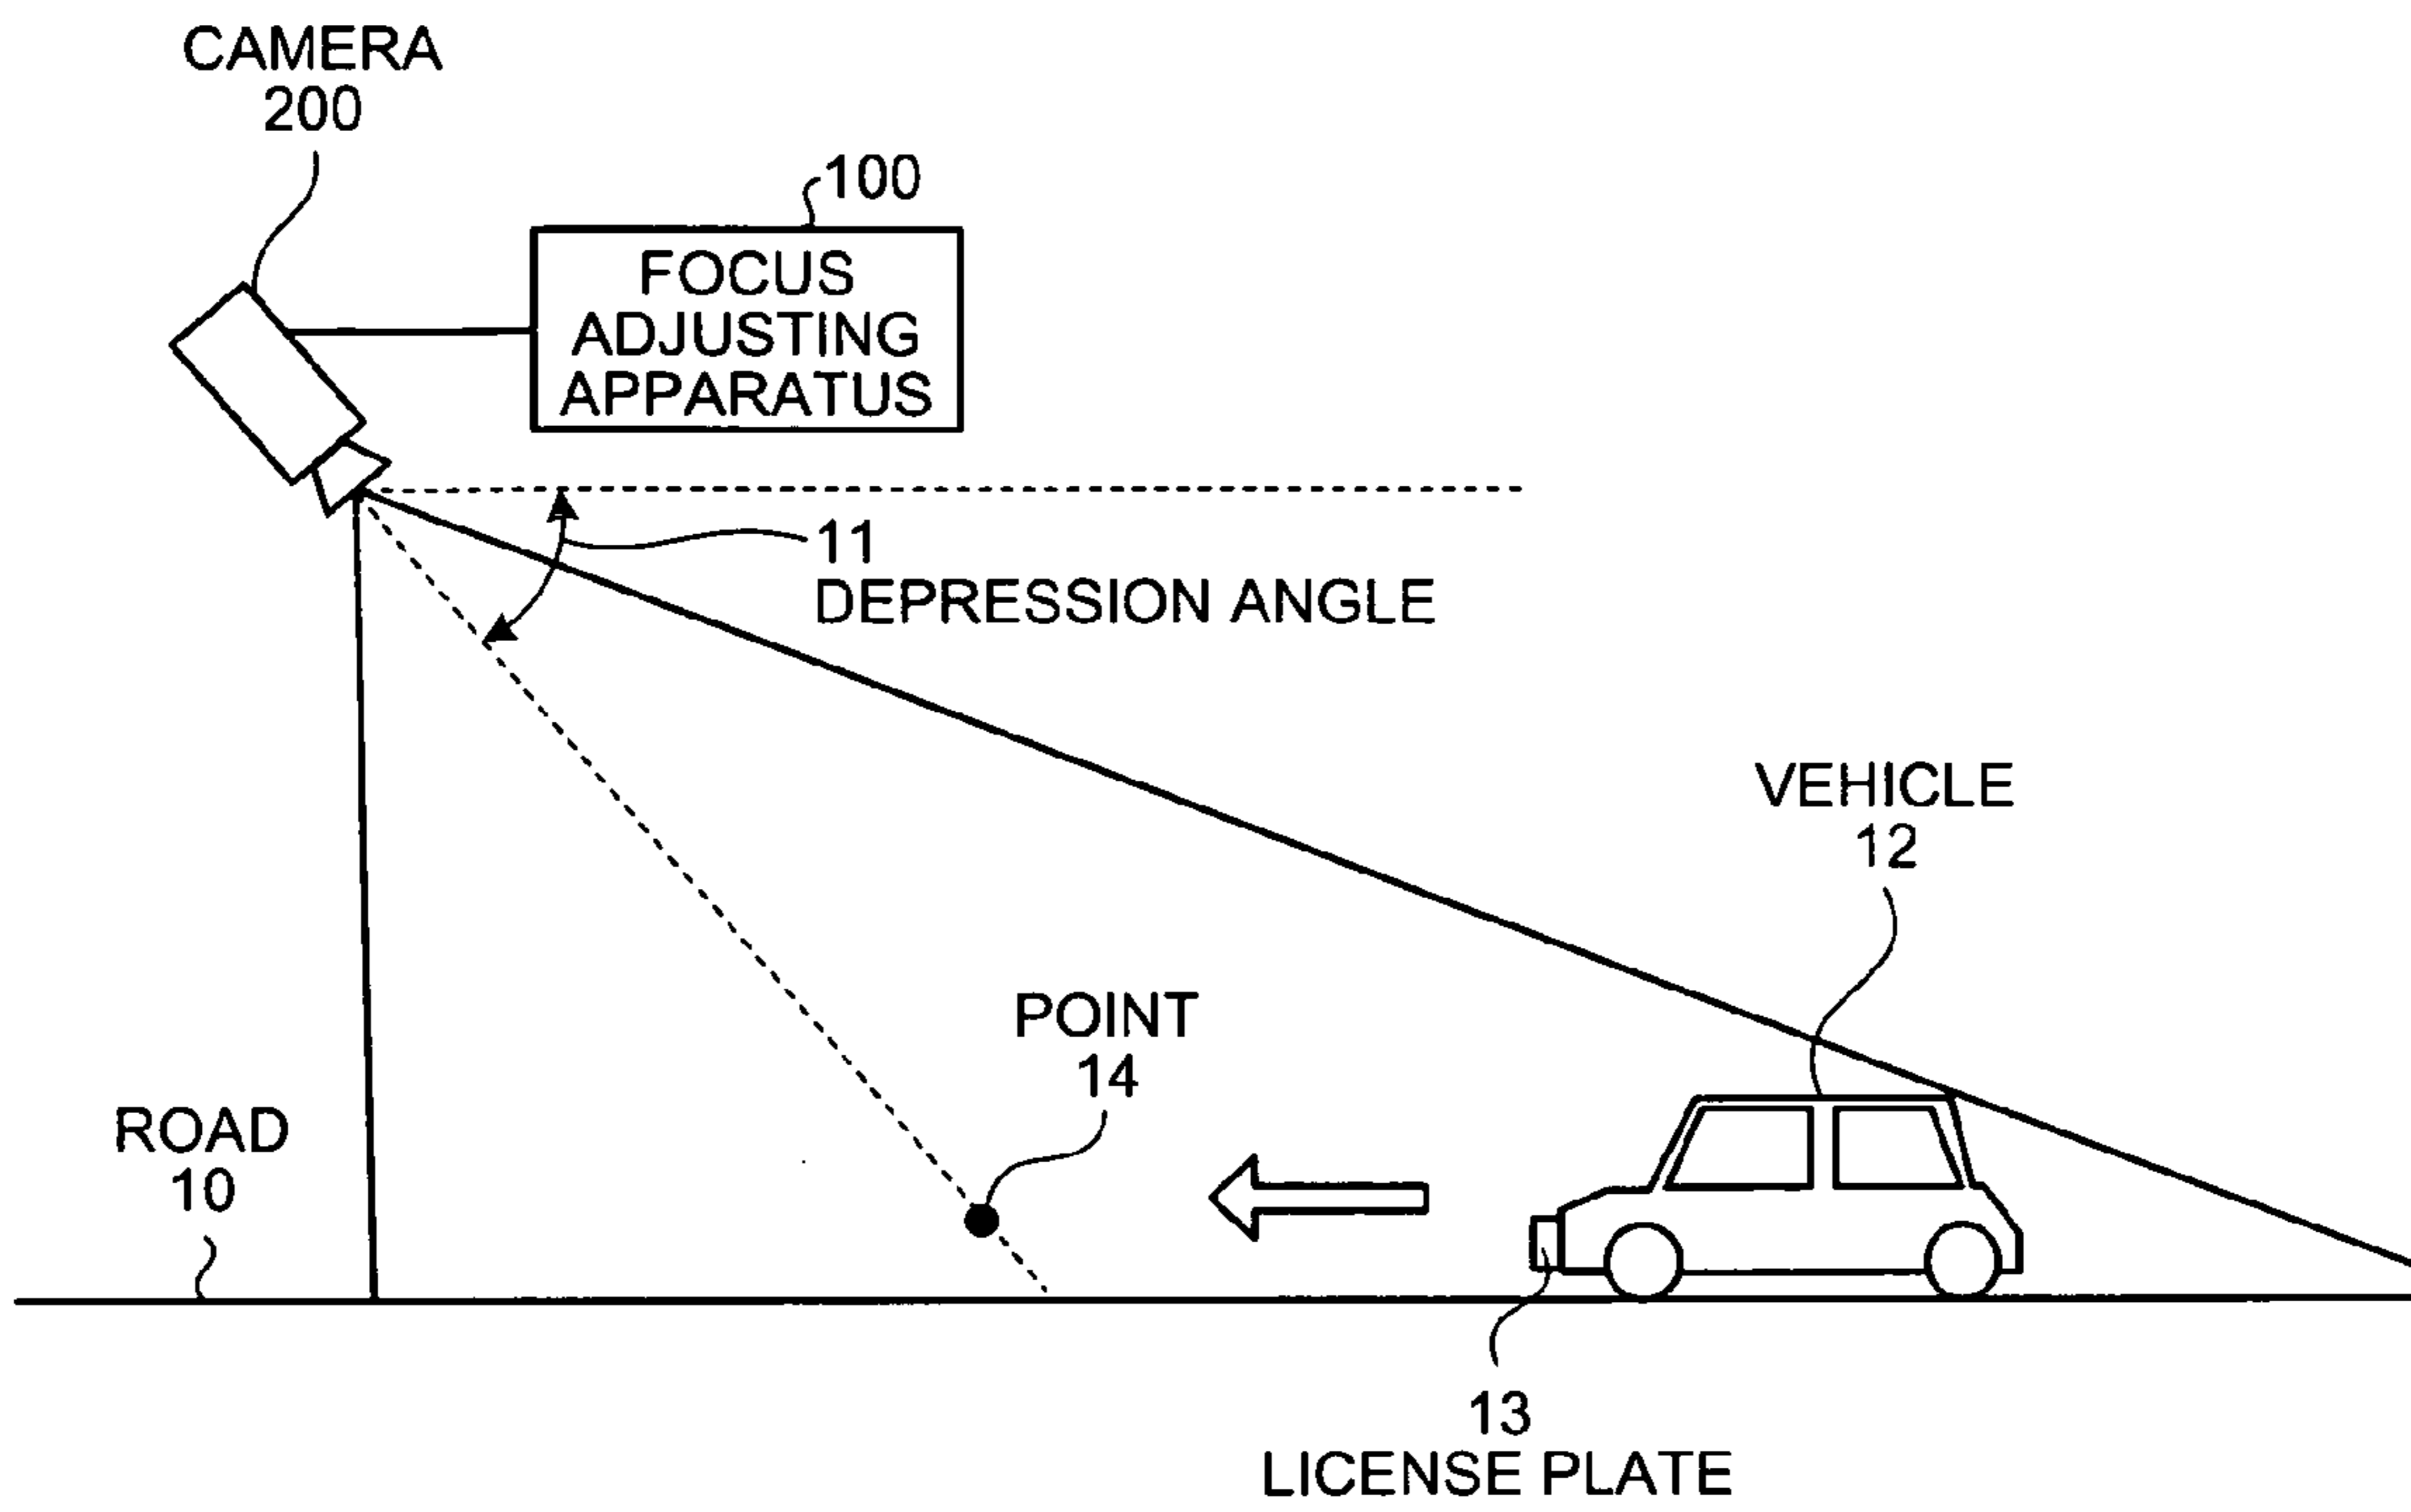 CAMERA
200
100
FOCUS
ADJUSTING
APPARATUS
11
DEPRESSION ANGLE
VEHICLE
12
POINT
14
ROAD
10
13
LICENSE PLATE